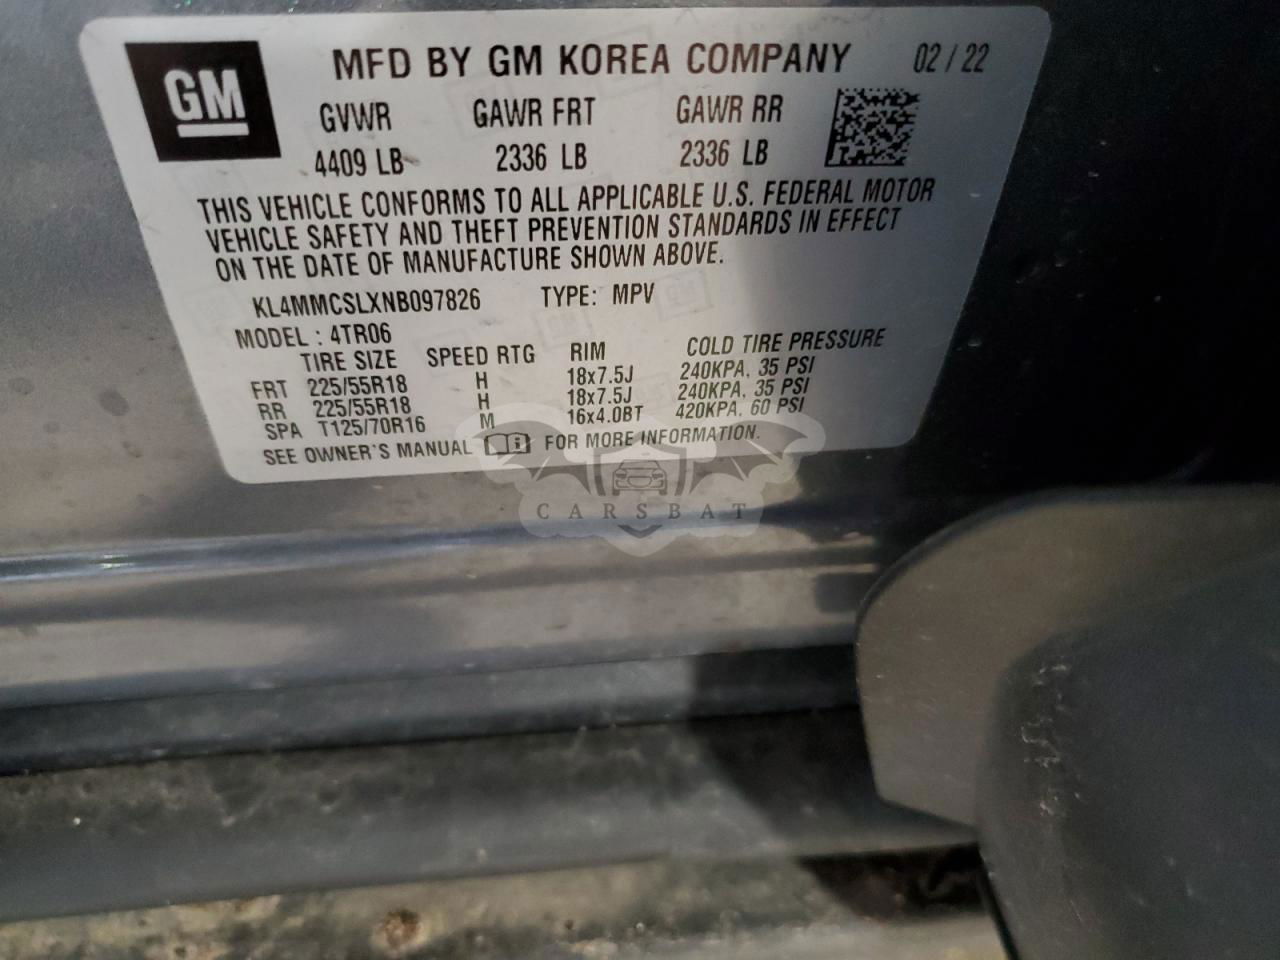 GM
MFD BY GM KOREA COMPANY 02 / 22
GVWR GAWR FRT GAWR RR
4409 LB 2336 LB 2336 LB
THIS VEHICLE CONFORMS TO ALL APPLICABLE U.S. FEDERAL MOTOR
VEHICLE SAFETY AND THEFT PREVENTION STANDARDS IN EFFECT
ON THE DATE OF MANUFACTURE SHOWN ABOVE.
KL4MMCSLXNB097826 TYPE: MPV
MODEL : 4TR06
TIRE SIZE SPEED RTG RIM COLD TIRE PRESSURE
FRT 225/55R18 H 18x7.5J 240KPA, 35 PSI
RR 225/55R18 H 18x7.5J 240KPA, 35 PSI
SPA T125/70R16 M 16x4.0BT 420KPA. 60 PSI
SEE OWNER'S MANUAL FOR MORE INFORMATION.
CARSBAT